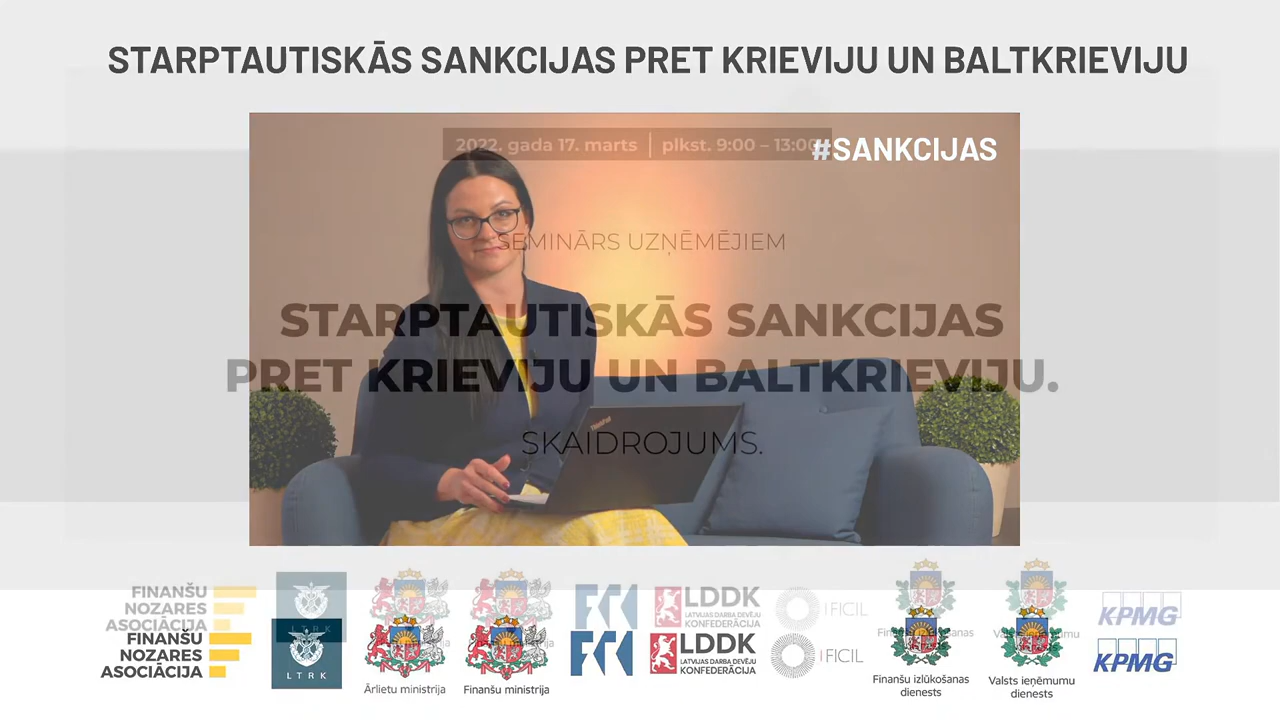 STARPTAUTISKĀS SANKCIJAS PRET KRIEVIJU UN BALTKRIEVIJU
2022. gada 17. marts | plkst. 9:00 – 13:00
#SANKCIJAS
SEMINĀRS UZŅĒMĒJIEM
STARPTAUTISKĀS SANKCIJAS
PRET KRIEVIJU UN BALTKRIEVIJU.
SKAIDROJUMS.
ThinkPad
FINANŠU
NOZARES
ASOCIĀCIJA
LTRK
LDDK
LATVIJAS DARBA DEVĒJU
KONFEDERĀCIJA
FICIL
KPMG
FINANŠU
NOZARES
ASOCIĀCIJA
LTRK
Ārlietu ministrija
Finanšu ministrija
LDDK
LATVIJAS DARBA DEVĒJU
KONFEDERĀCIJA
FICIL
Finanšu izlūkošanas
dienests
Valsts ieņēmumu
dienests
KPMG